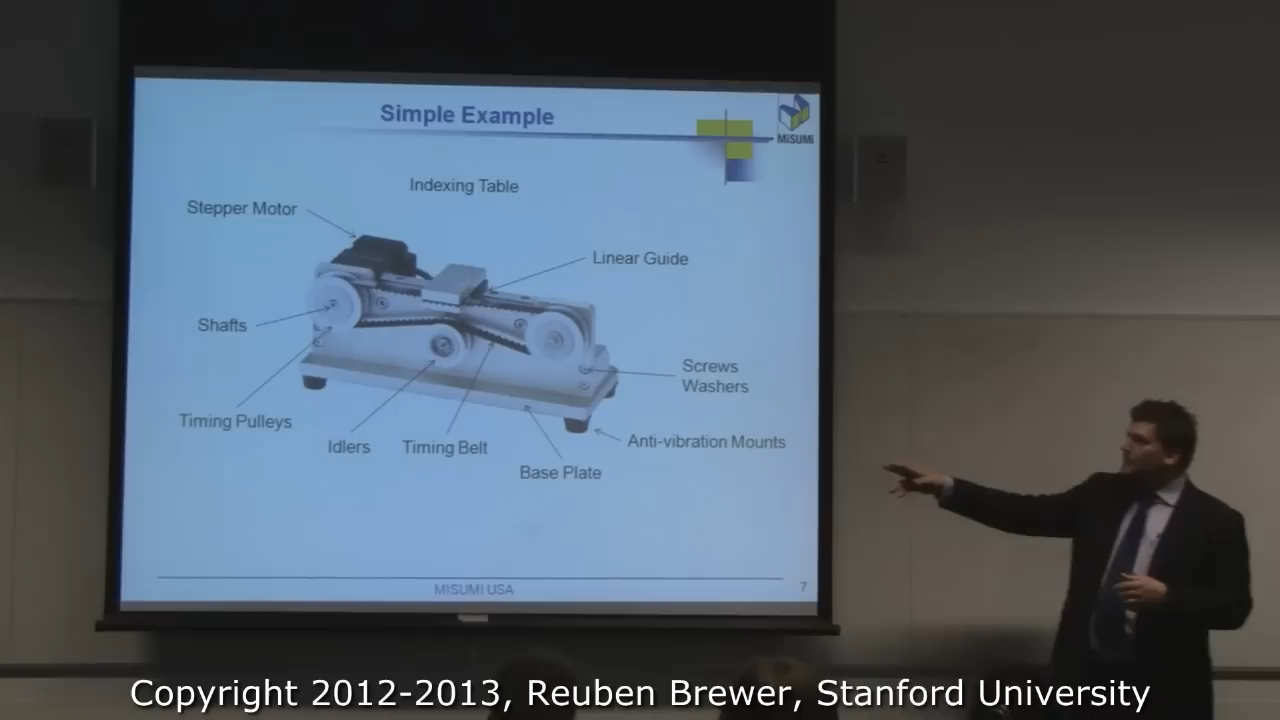 Simple Example
MiSUMi
Indexing Table
Stepper Motor
Linear Guide
Shafts
Screws
Washers
Timing Pulleys
Idlers
Timing Belt
Anti-vibration Mounts
Base Plate
MISUMI USA
7
Copyright 2012-2013, Reuben Brewer, Stanford University